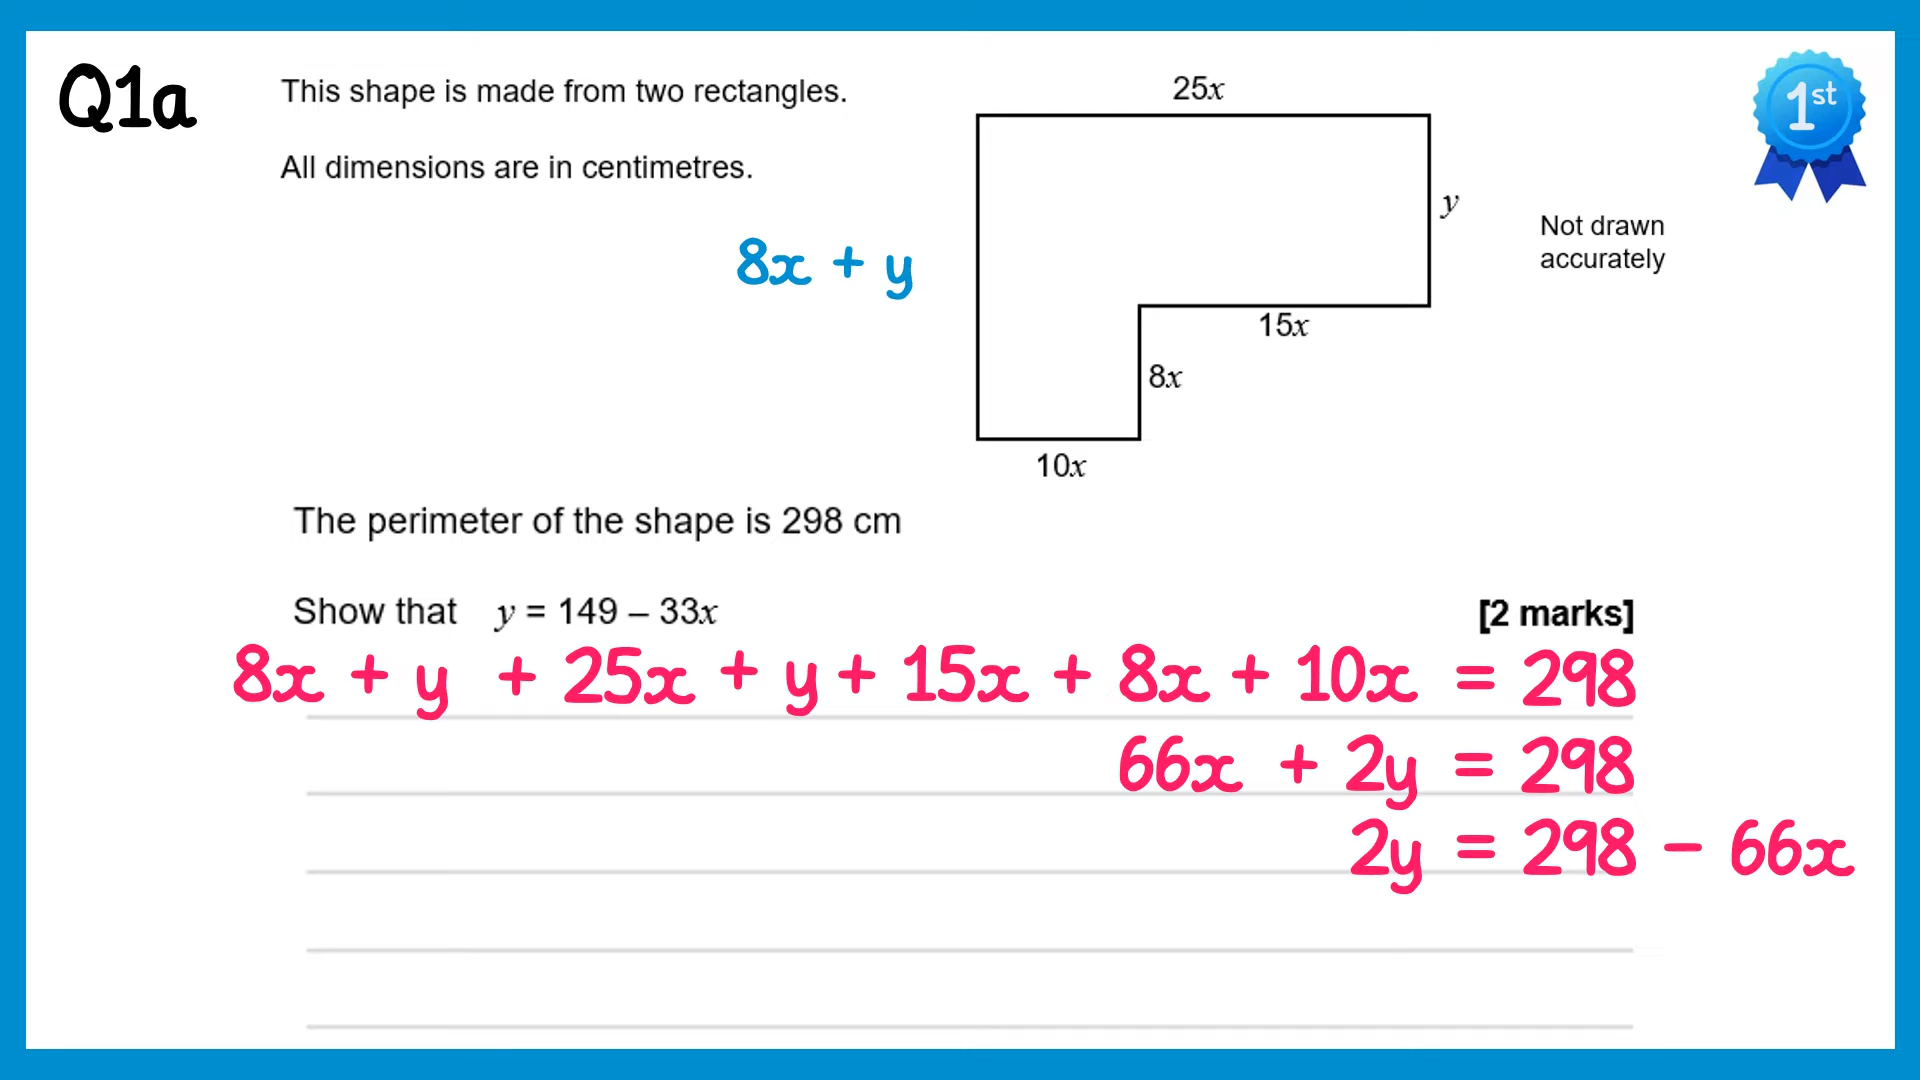 Q1a
This shape is made from two rectangles.
All dimensions are in centimetres.
25x
1st
y
Not drawn
accurately
8x + y
15x
8x
10x
The perimeter of the shape is 298 cm
Show that y = 149 – 33x [2 marks]
8x + y + 25x + y + 15x + 8x + 10x = 298
66x + 2y = 298
2y = 298 – 66x